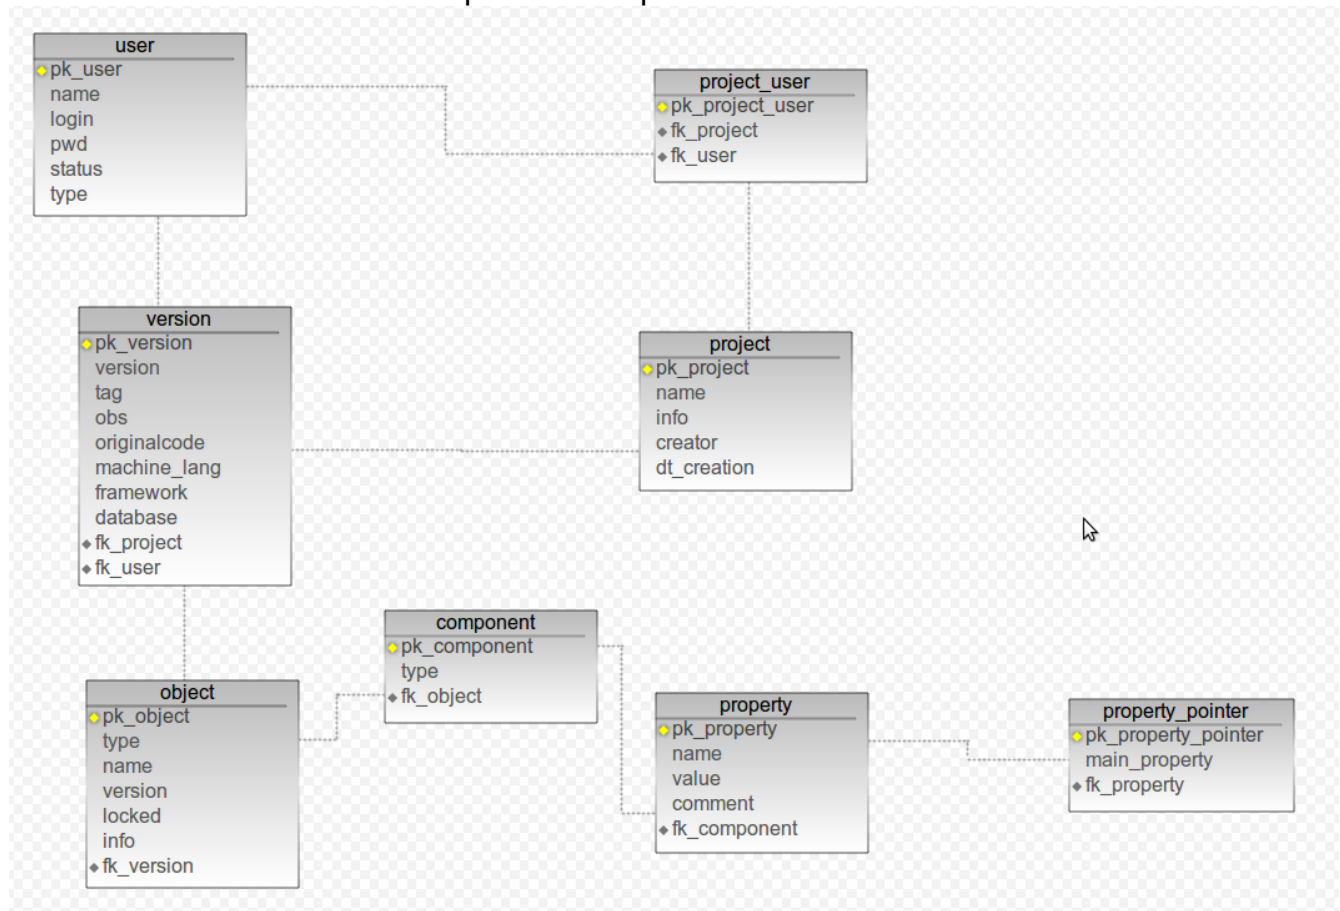 user
pk_user
name
login
pwd
status
type
project_user
pk_project_user
fk_project
fk_user
version
pk_version
version
tag
obs
originalcode
machine_lang
framework
database
fk_project
fk_user
project
pk_project
name
info
creator
dt_creation
object
pk_object
type
name
version
locked
info
fk_version
component
pk_component
type
fk_object
property
pk_property
name
value
comment
fk_component
property_pointer
pk_property_pointer
main_property
fk_property